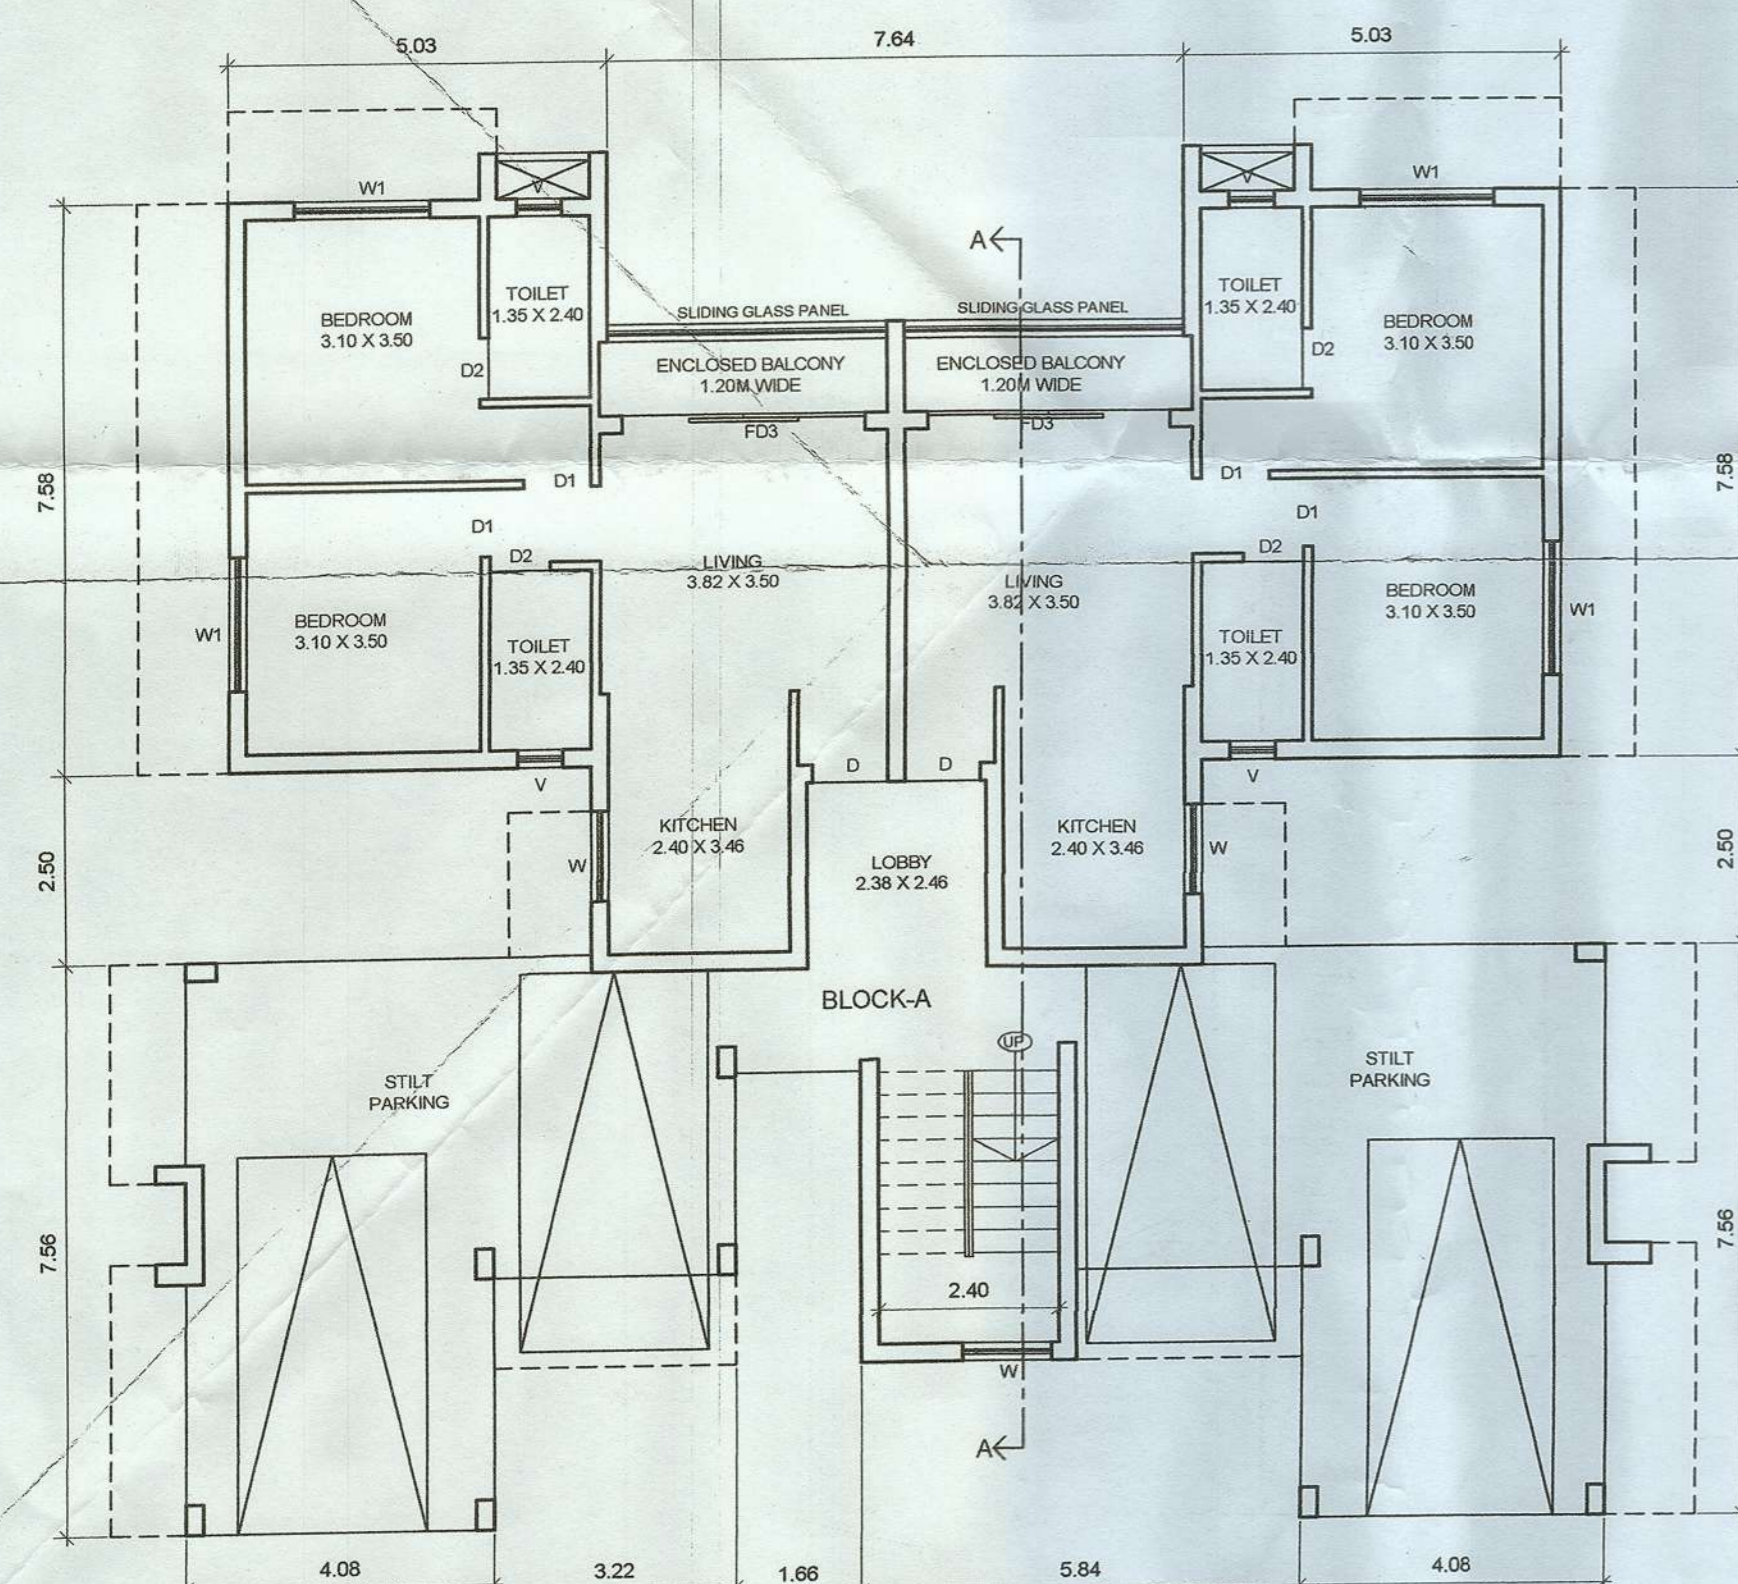 5.03
7.64
5.03
W1
V
V
W1
A
TOILET
1.35 X 2.40
TOILET
1.35 X 2.40
BEDROOM
3.10 X 3.50
SLIDING GLASS PANEL
SLIDING GLASS PANEL
BEDROOM
3.10 X 3.50
D2
ENCLOSED BALCONY
1.20M WIDE
ENCLOSED BALCONY
1.20M WIDE
D2
FD3
FD3
7.58
D1
D1
7.58
D1
D1
D2
D2
LIVING
3.82 X 3.50
LIVING
3.82 X 3.50
BEDROOM
3.10 X 3.50
BEDROOM
3.10 X 3.50
W1
W1
TOILET
1.35 X 2.40
TOILET
1.35 X 2.40
V
D
D
V
2.50
W
KITCHEN
2.40 X 3.46
LOBBY
2.38 X 2.46
KITCHEN
2.40 X 3.46
W
2.50
BLOCK-A
UP
STILT
PARKING
STILT
PARKING
7.56
7.56
2.40
W
A
4.08
3.22
1.66
5.84
4.08